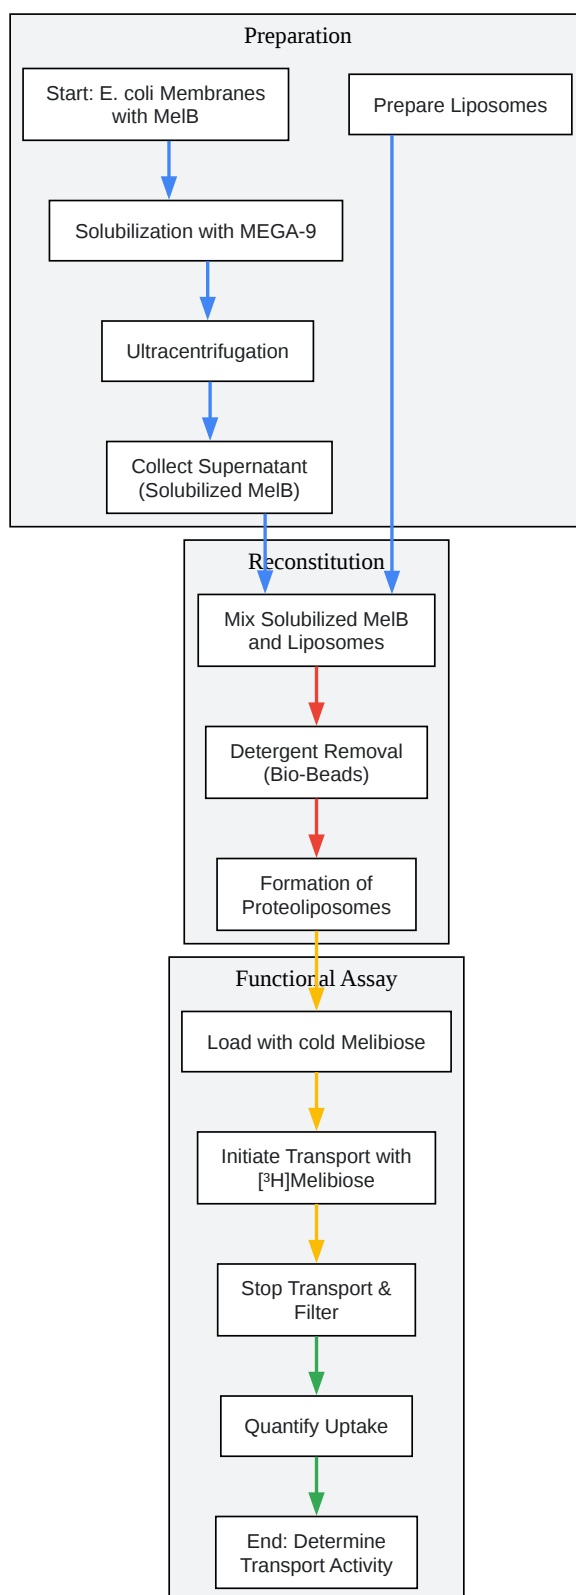 Preparation
Start: E. coli Membranes
with MelB
Prepare Liposomes
Solubilization with MEGA-9
Ultracentrifugation
Collect Supernatant
(Solubilized MelB)
Reconstitution
Mix Solubilized MelB
and Liposomes
Detergent Removal
(Bio-Beads)
Formation of
Proteoliposomes
Functional Assay
Load with cold Melibiose
Initiate Transport with
[³H]Melibiose
Stop Transport &
Filter
Quantify Uptake
End: Determine
Transport Activity